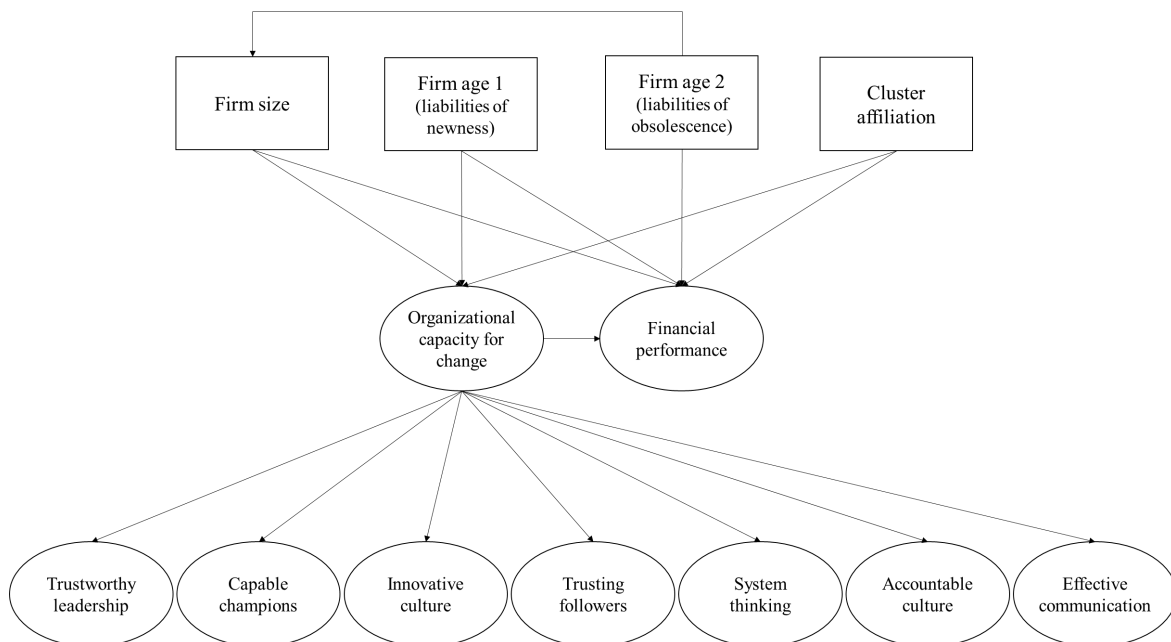 Firm size
Firm age 1
(liabilities of
newness)
Firm age 2
(liabilities of
obsolescence)
Cluster
affiliation
Organizational
capacity for
change
Financial
performance
Trustworthy
leadership
Capable
champions
Innovative
culture
Trusting
followers
System
thinking
Accountable
culture
Effective
communication